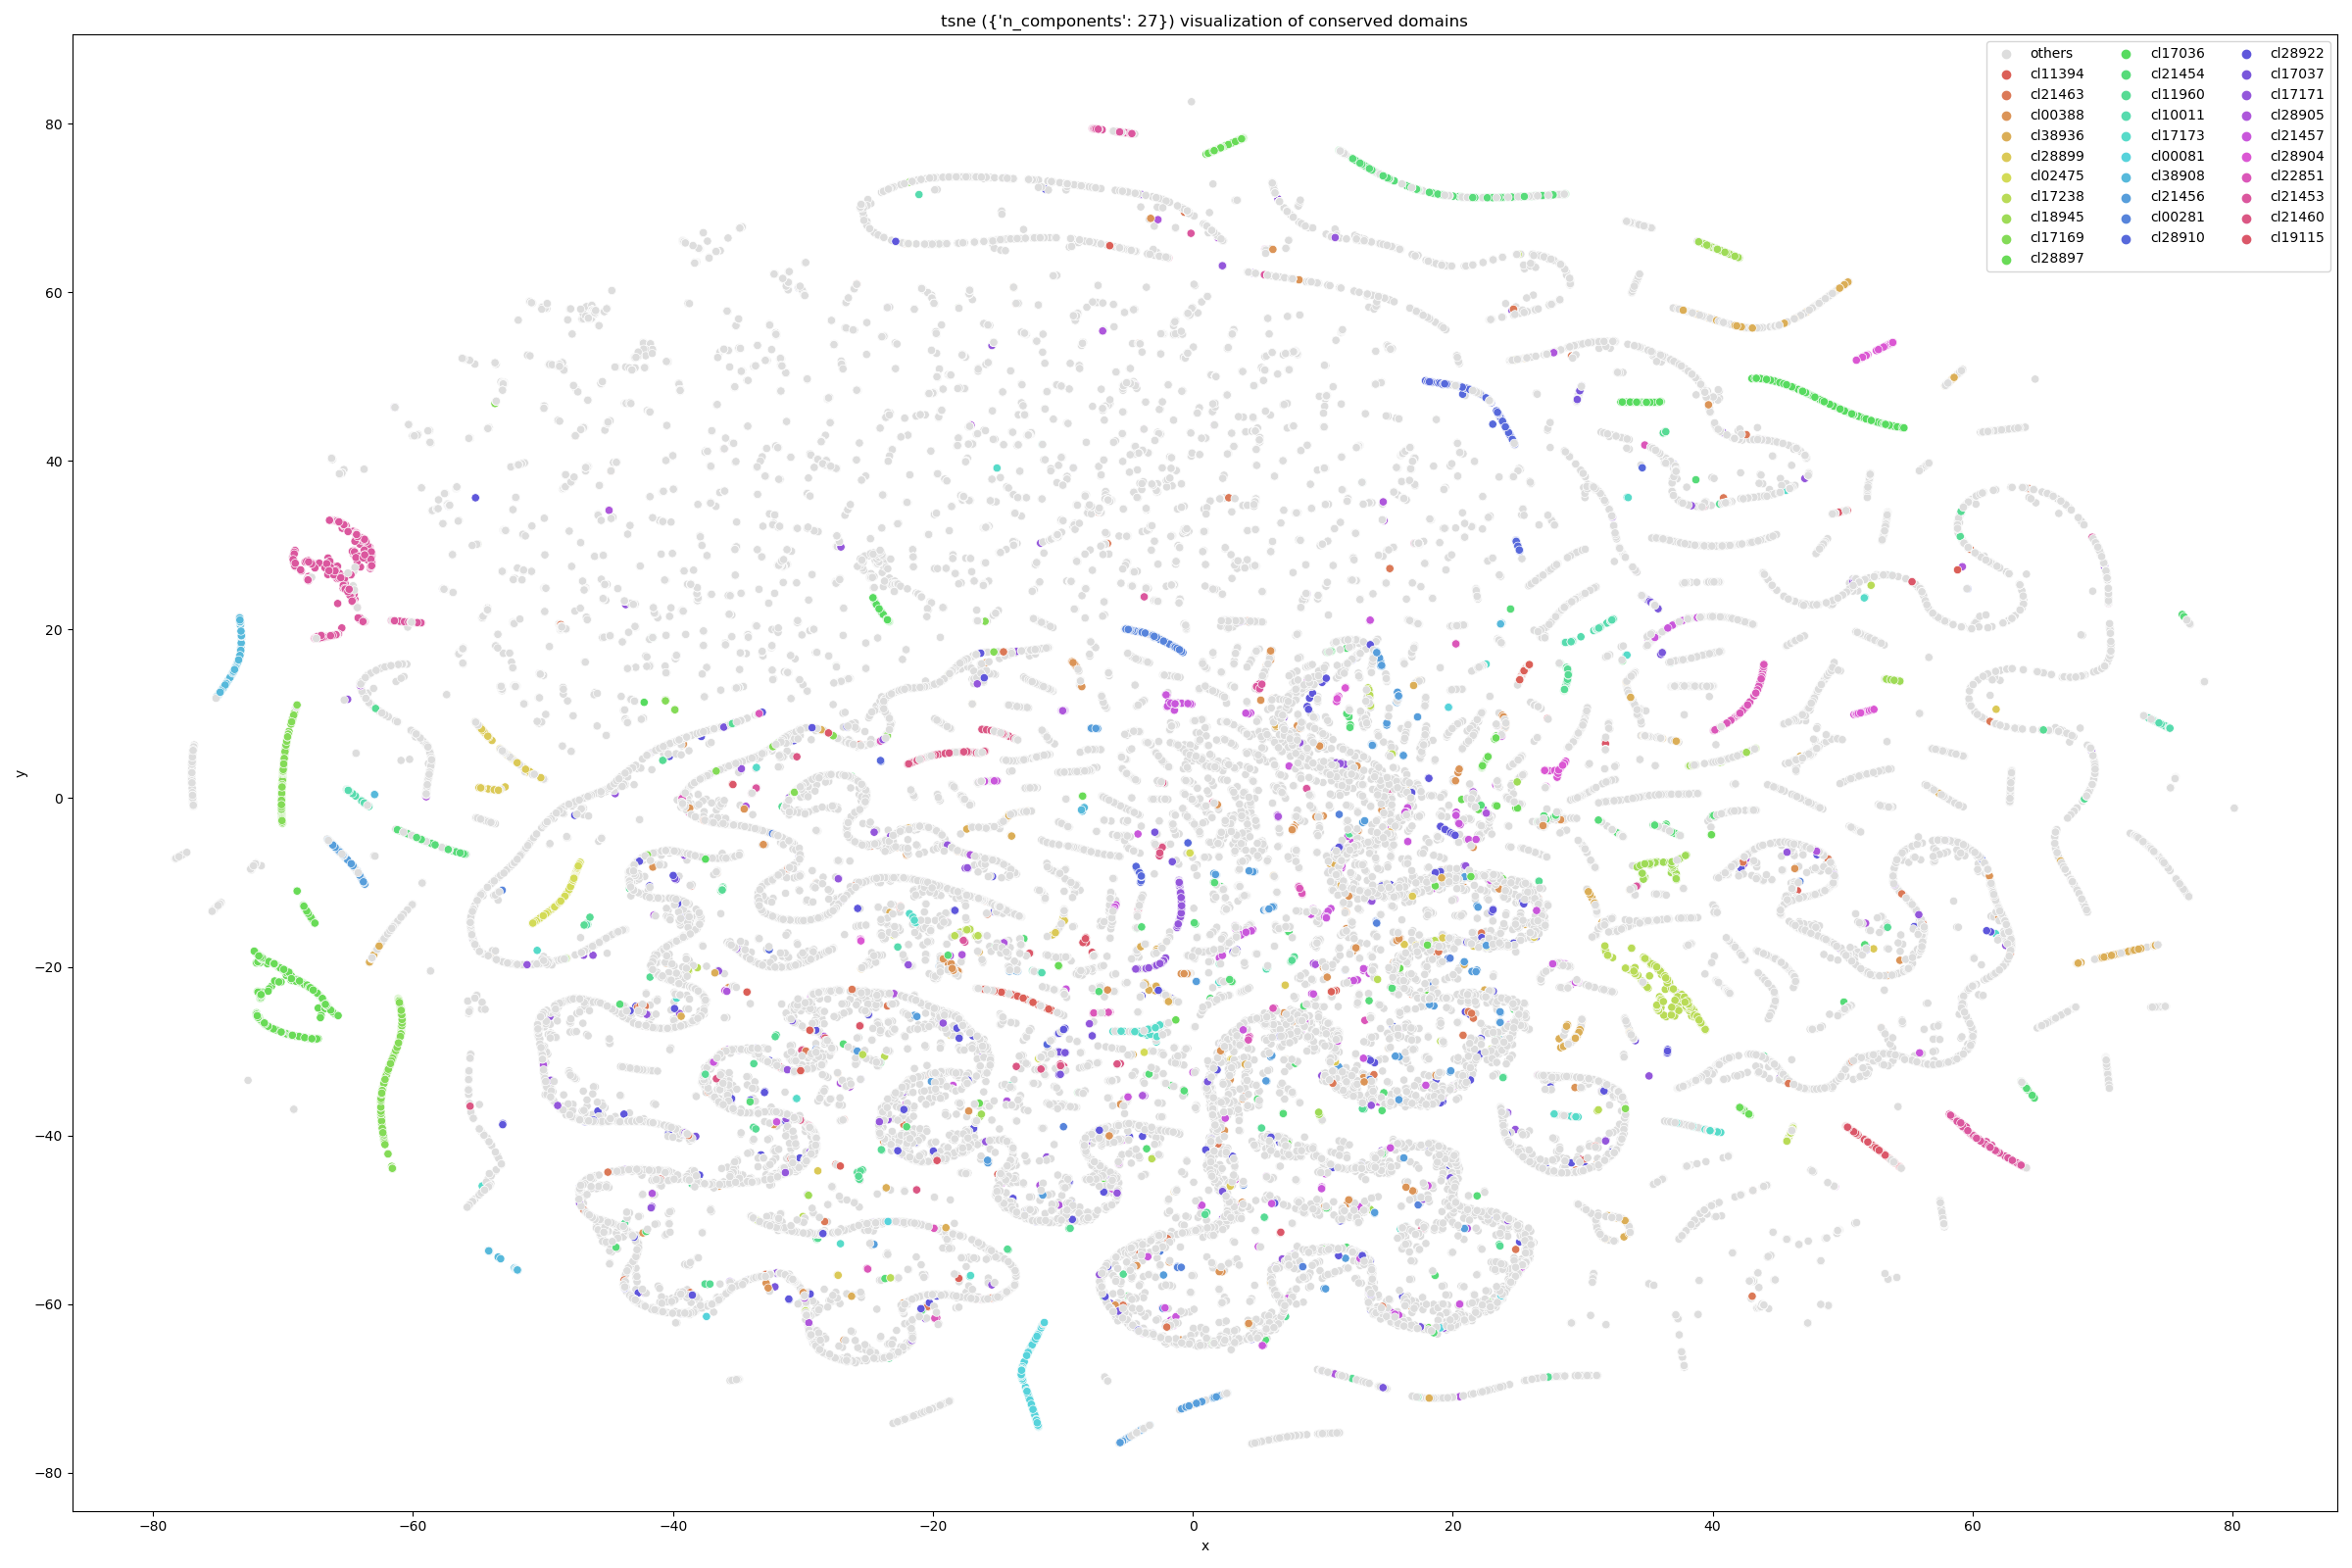 tsne ({'n_components': 27}) visualization of conserved domains
others
cl11394
cl21463
cl00388
cl38936
cl28899
cl02475
cl17238
cl18945
cl17169
cl28897
cl17036
cl21454
cl11960
cl10011
cl17173
cl00081
cl38908
cl21456
cl00281
cl28910
cl28922
cl17037
cl17171
cl28905
cl21457
cl28904
cl22851
cl21453
cl21460
cl19115
y
80
60
40
20
0
−20
−40
−60
−80
−80 −60 −40 −20 0 20 40 60 80
x